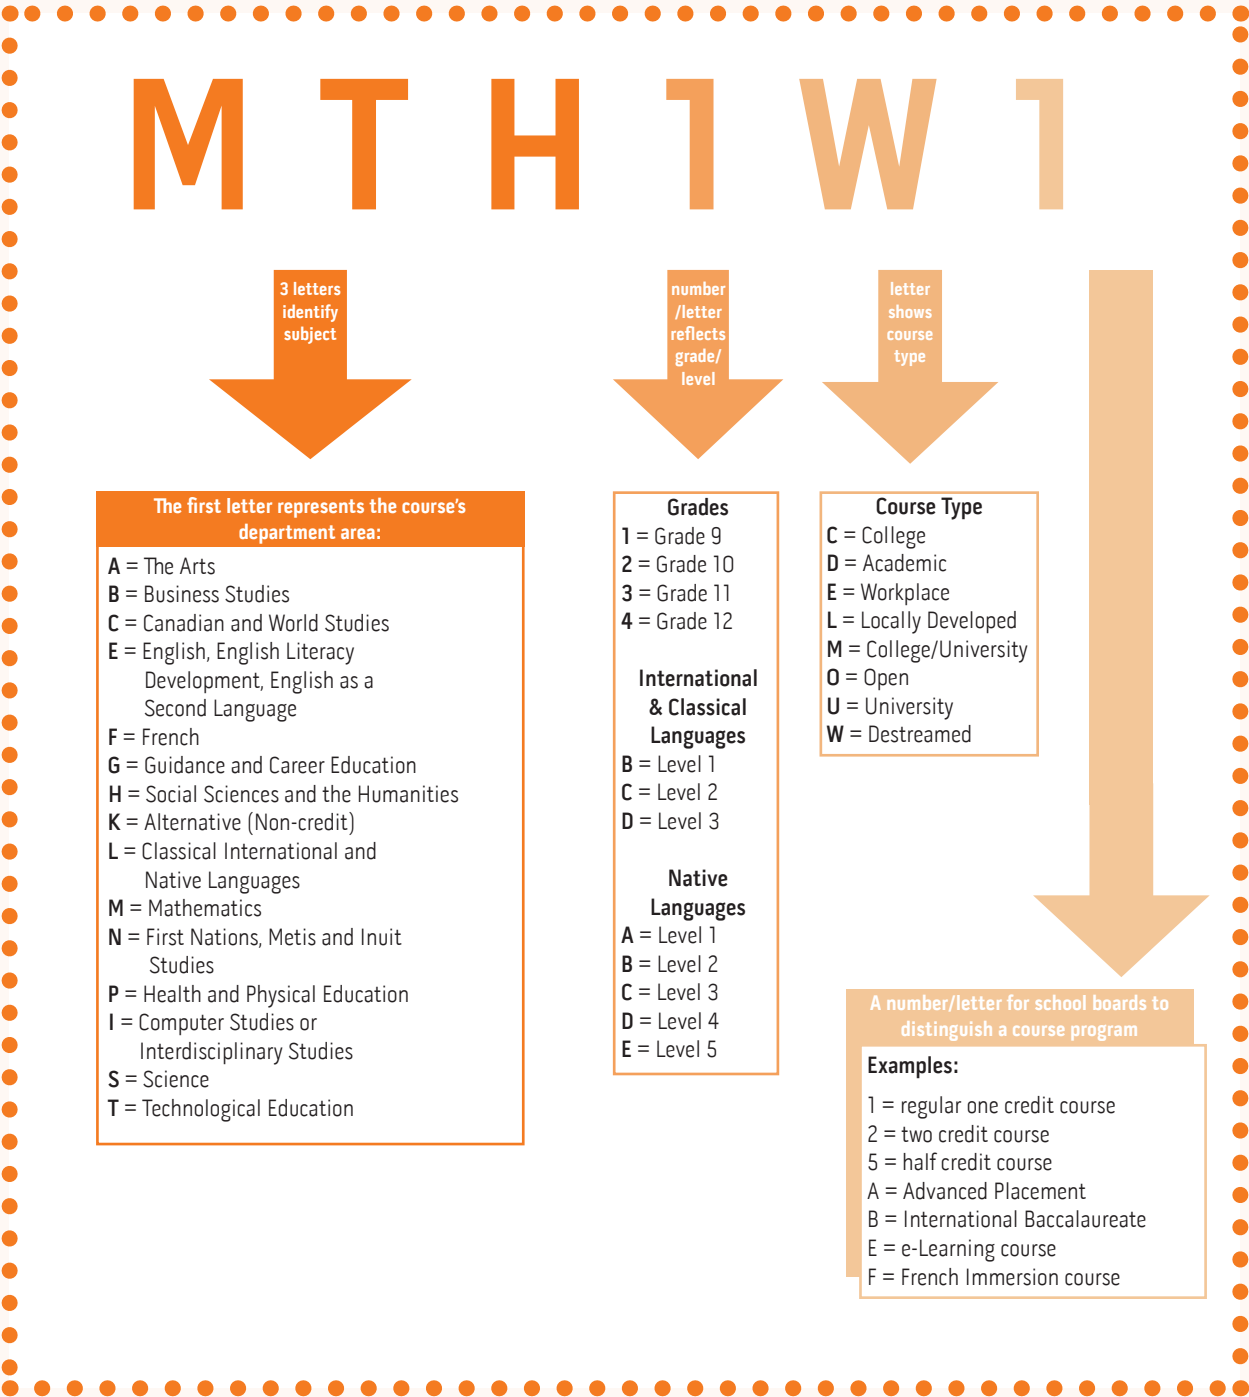 M T H 1 W 1
3 letters
identify
subject
number
/letter
reflects
grade/
level
letter
shows
course
type
The first letter represents the course's
department area:
A = The Arts
B = Business Studies
C = Canadian and World Studies
E = English, English Literacy
Development, English as a
Second Language
F = French
G = Guidance and Career Education
H = Social Sciences and the Humanities
K = Alternative (Non-credit)
L = Classical International and
Native Languages
M = Mathematics
N = First Nations, Metis and Inuit
Studies
P = Health and Physical Education
I = Computer Studies or
Interdisciplinary Studies
S = Science
T = Technological Education
Grades
1 = Grade 9
2 = Grade 10
3 = Grade 11
4 = Grade 12
International
& Classical
Languages
B = Level 1
C = Level 2
D = Level 3
Native
Languages
A = Level 1
B = Level 2
C = Level 3
D = Level 4
E = Level 5
Course Type
C = College
D = Academic
E = Workplace
L = Locally Developed
M = College/University
O = Open
U = University
W = Destreamed
A number/letter for school boards to
distinguish a course program
Examples:
1 = regular one credit course
2 = two credit course
5 = half credit course
A = Advanced Placement
B = International Baccalaureate
E = e-Learning course
F = French Immersion course